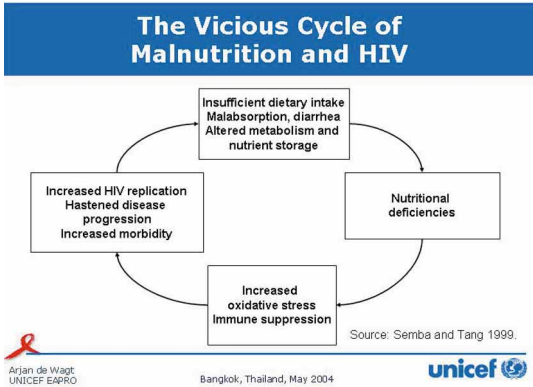 The Vicious Cycle of
Malnutrition and HIV
Insufficient dietary intake
Malabsorption, diarrhea
Altered metabolism and
nutrient storage
Increased HIV replication
Hastened disease
progression
Increased morbidity
Nutritional
deficiencies
Increased
oxidative stress
Immune suppression
Source: Semba and Tang 1999.
Arjan de Wagt
UNICEF EAPRO
Bangkok, Thailand, May 2004
unicef